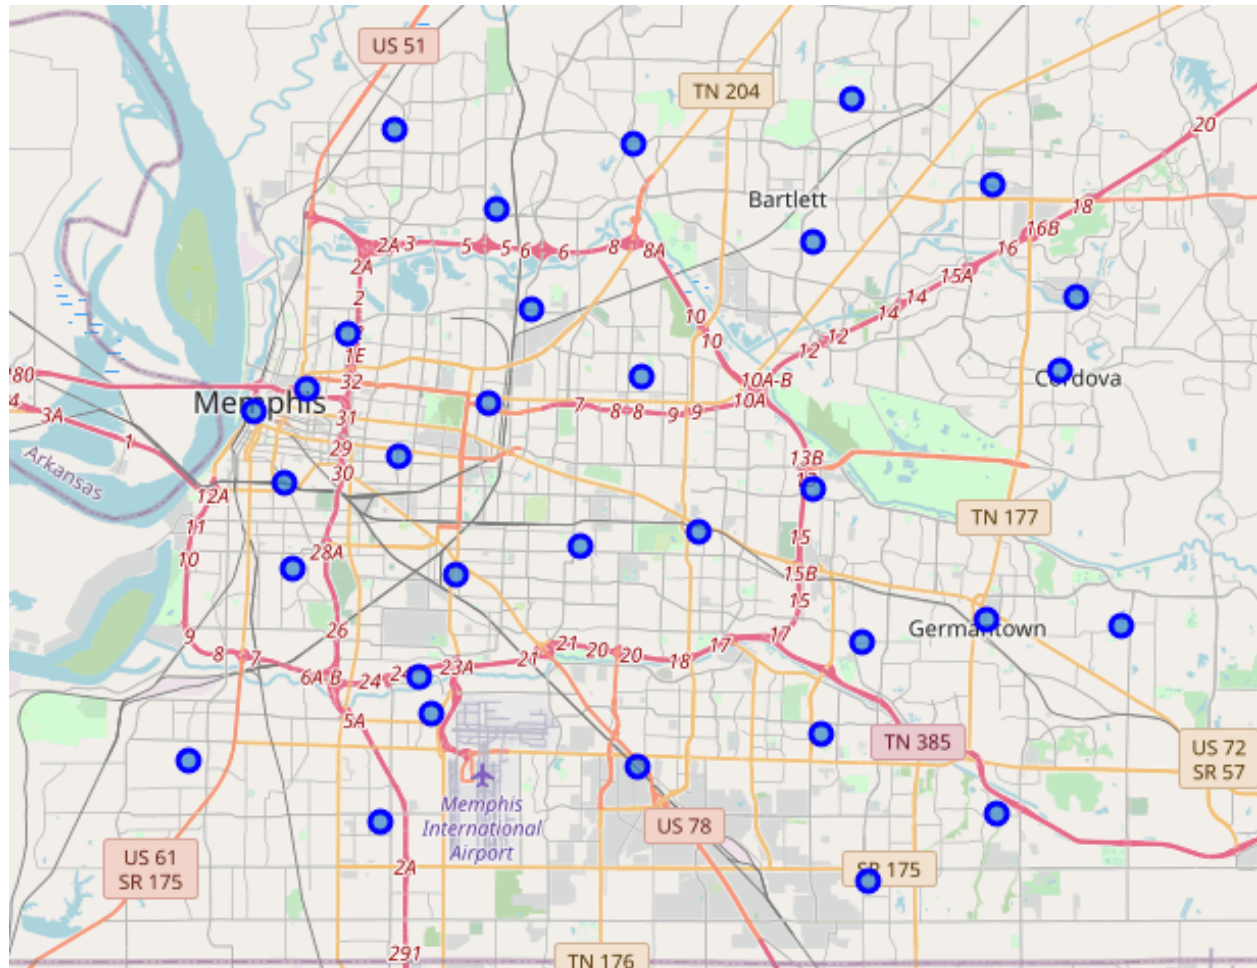 US 51
TN 204
20
Bartlett
18
16B
16
2A
3
5
5
6
6
8
8A
2A
15A
2
14
14
10
10
12
12
1E
280
32
10A-B
10A
Cordova
3A
Memphis
7
8
8
9
9
1
31
29
30
13B
Arkansas
12A
TN 177
11
15
10
28A
15B
15
9
26
17
Germantown
8
7
21
20
20
21
18
17
6A
B
24
23A
5A
TN 385
US 72
SR 57
Memphis
International
Airport
US 78
US 61
SR 175
2A
SR 175
291
TN 176